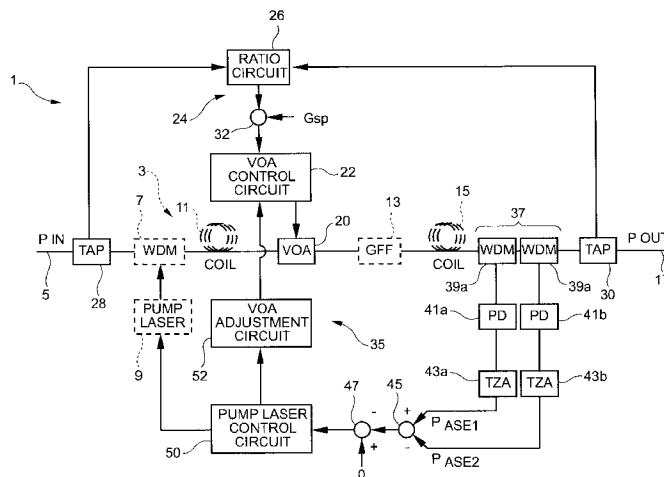 26
RATIO
CIRCUIT
1
24
32
Gsp
VOA
CONTROL
CIRCUIT
22
3
7
11
20
13
15
37
P IN
TAP
WDM
COIL
VOA
GFF
COIL
WDM
WDM
TAP
P OUT
5
28
39a
39a
30
17
PUMP
LASER
9
VOA
ADJUSTMENT
CIRCUIT
52
35
41a
PD
PD
41b
43a
TZA
TZA
43b
PUMP LASER
CONTROL
CIRCUIT
50
47
-
+
0
45
+
-
P ASE1
P ASE2